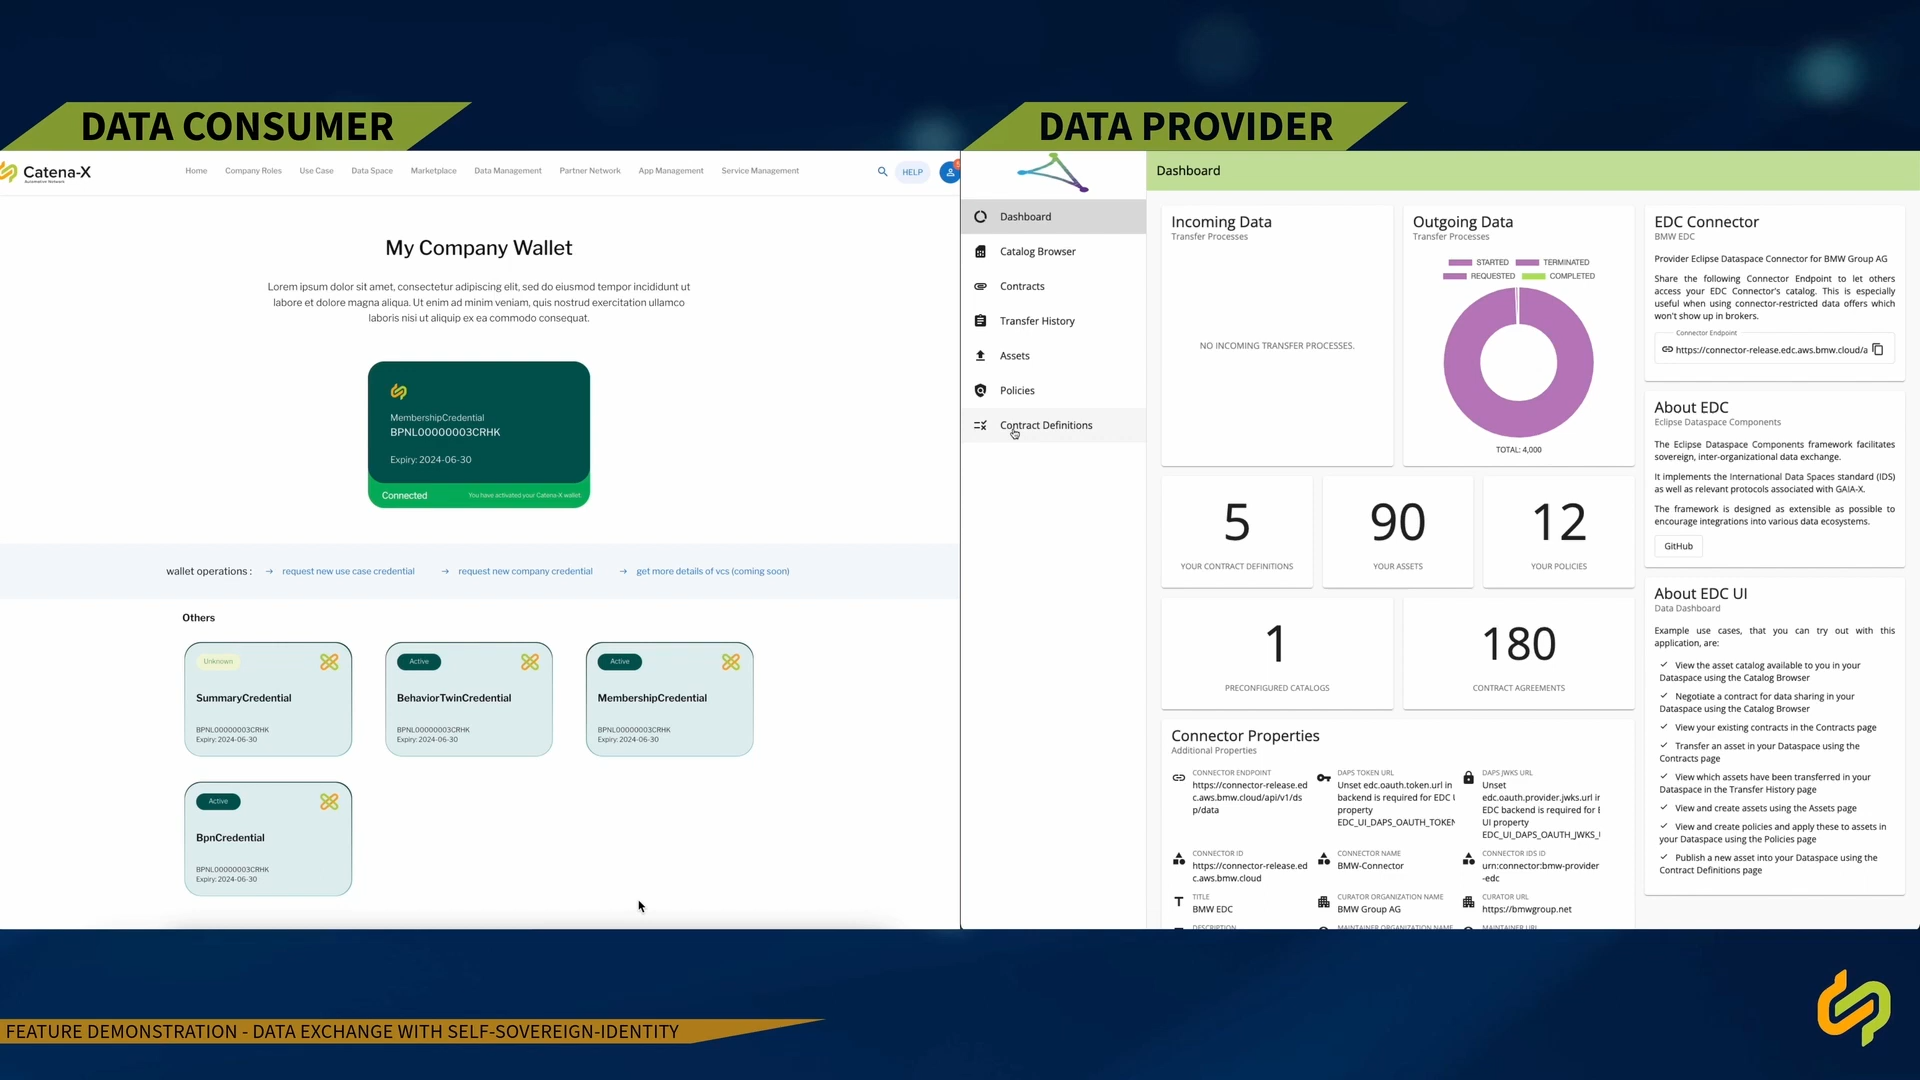 DATA CONSUMER
DATA PROVIDER
Catena-X
Automotive Network
Home
Company Roles
Use Case
Data Space
Marketplace
Data Management
Partner Network
App Management
Service Management
HELP
My Company Wallet
Lorem ipsum dolor sit amet, consectetur adipiscing elit, sed do eiusmod tempor incididunt ut
labore et dolore magna aliqua. Ut enim ad minim veniam, quis nostrud exercitation ullamco
laboris nisi ut aliquip ex ea commodo consequat.
MembershipCredential
BPNL00000003CRHK
Expiry: 2024-06-30
Connected
You have activated your Catena-X wallet
wallet operations :
→ request new use case credential
→ request new company credential
→ get more details of vcs (coming soon)
Others
Unknown
SummaryCredential
BPNL00000003CRHK
Expiry: 2024-06-30
Active
BehaviorTwinCredential
BPNL00000003CRHK
Expiry: 2024-06-30
Active
MembershipCredential
BPNL00000003CRHK
Expiry: 2024-06-30
Active
BpnCredential
BPNL00000003CRHK
Expiry: 2024-06-30
Dashboard
Catalog Browser
Contracts
Transfer History
Assets
Policies
Contract Definitions
Dashboard
Incoming Data
Transfer Processes
NO INCOMING TRANSFER PROCESSES.
Outgoing Data
Transfer Processes
STARTED
TERMINATED
REQUESTED
COMPLETED
TOTAL: 4,000
5
YOUR CONTRACT DEFINITIONS
90
YOUR ASSETS
12
YOUR POLICIES
1
PRECONFIGURED CATALOGS
180
CONTRACT AGREEMENTS
Connector Properties
Additional Properties
CONNECTOR ENDPOINT
https://connector-release.ed
c.aws.bmw.cloud/api/v1/ds
p/data
DAPS TOKEN URL
Unset edc.oauth.token.url in
backend is required for EDC U
property
EDC_UI_DAPS_OAUTH_TOKEN
DAPS JWKS URL
Unset
edc.oauth.provider.jwks.url in
EDC backend is required for E
UI property
EDC_UI_DAPS_OAUTH_JWKS_U
CONNECTOR ID
https://connector-release.ed
c.aws.bmw.cloud
CONNECTOR NAME
BMW-Connector
CONNECTOR IDS ID
urn:connector:bmw-provider
-edc
TITLE
BMW EDC
CURATOR ORGANIZATION NAME
BMW Group AG
CURATOR URL
https://bmwgroup.net
DESCRIPTION
MAINTAINER ORGANIZATION NAME
MAINTAINER URL
EDC Connector
BMW EDC
Provider Eclipse Dataspace Connector for BMW Group AG
Share the following Connector Endpoint to let others
access your EDC Connector's catalog. This is especially
useful when using connector-restricted data offers which
won't show up in brokers.
Connector Endpoint
https://connector-release.edc.aws.bmw.cloud/a
About EDC
Eclipse Dataspace Components
The Eclipse Dataspace Components framework facilitates
sovereign, inter-organizational data exchange.
It implements the International Data Spaces standard (IDS)
as well as relevant protocols associated with GAIA-X.
The framework is designed as extensible as possible to
encourage integrations into various data ecosystems.
GitHub
About EDC UI
Data Dashboard
Example use cases, that you can try out with this
application, are:
View the asset catalog available to you in your
Dataspace using the Catalog Browser
Negotiate a contract for data sharing in your
Dataspace using the Catalog Browser
View your existing contracts in the Contracts page
Transfer an asset in your Dataspace using the
Contracts page
View which assets have been transferred in your
Dataspace in the Transfer History page
View and create assets using the Assets page
View and create policies and apply these to assets in
your Dataspace using the Policies page
Publish a new asset into your Dataspace using the
Contract Definitions page
FEATURE DEMONSTRATION - DATA EXCHANGE WITH SELF-SOVEREIGN-IDENTITY